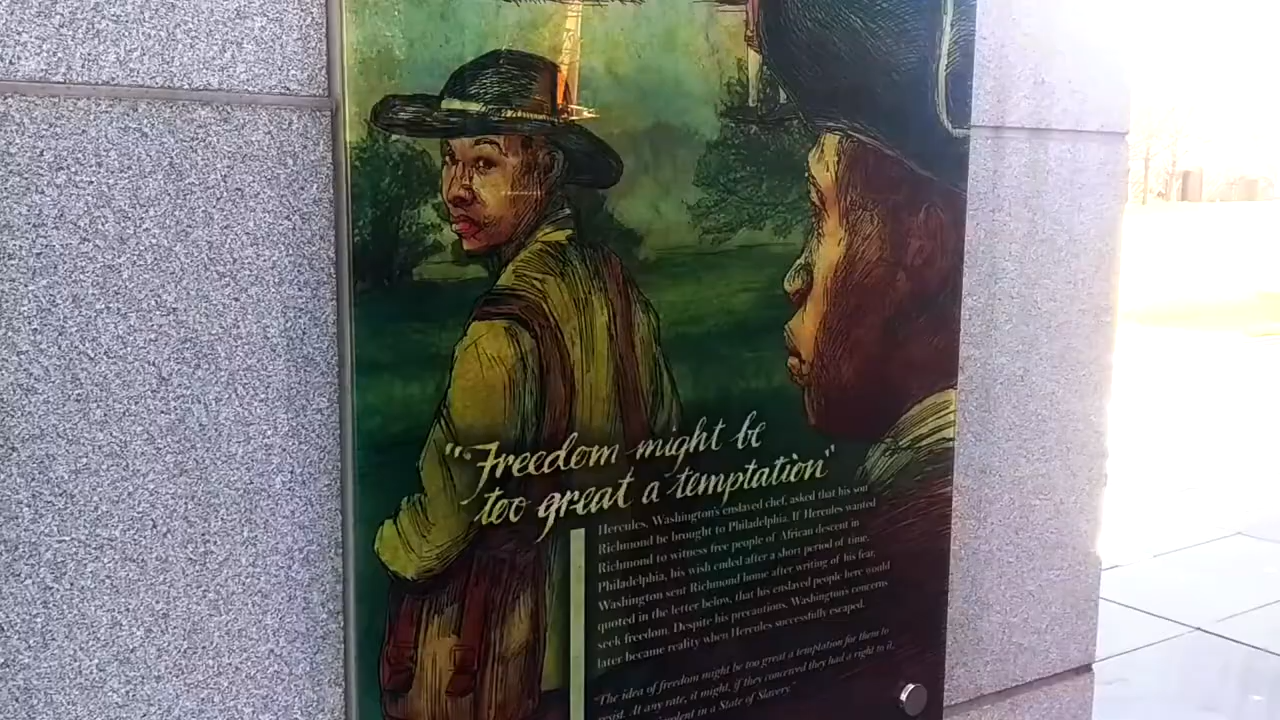 "Freedom might be
too great a temptation"
Hercules, Washington's enslaved chef, asked that his son
Richmond be brought to Philadelphia. If Hercules wanted
Richmond to witness free people of African descent in
Philadelphia, his wish ended after a short period of time.
Washington sent Richmond home after writing of his fear,
quoted in the letter below, that his enslaved people here would
seek freedom. Despite his precautions, Washington's concerns
later became reality when Hercules successfully escaped.
"The idea of freedom might be too great a temptation for them to
resist. At any rate, it might, if they conceived they had a right to it,
in a State of Slavery."